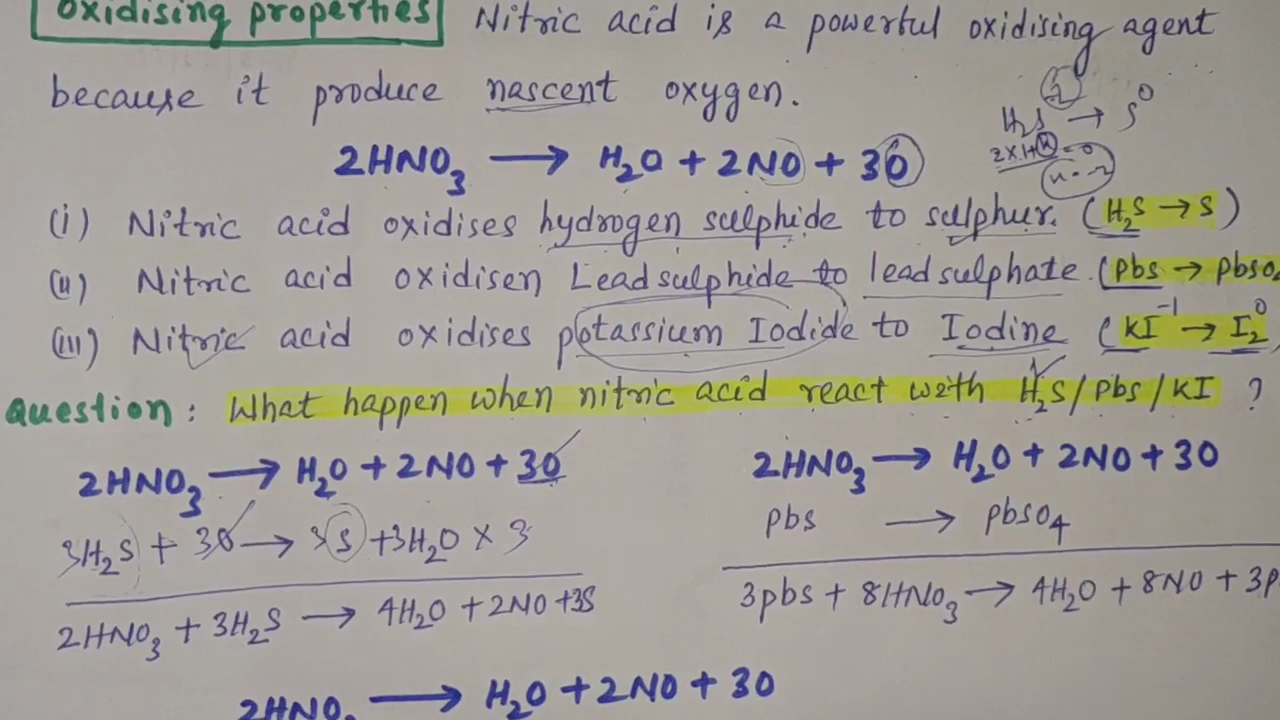 oxidising properties Nitric acid is a powerful oxidising agent
because it produce nascent oxygen.
H₂S → S⁰
2HNO₃ → H₂O + 2NO + 3O
(i) Nitric acid oxidises hydrogen sulphide to sulphur. (H₂S → S)
(ii) Nitric acid oxidisen Lead sulphide to lead sulphate. (Pbs → pbso
(iii) Nitric acid oxidises potassium Iodide to Iodine (KI⁻¹ → I₂⁰
Question: What happen when nitric acid react with H₂S/Pbs/KI ?
2HNO₃ → H₂O + 2NO + 3O
3H₂S + 3O → 3S + 3H₂O × 3
2HNO₃ + 3H₂S → 4H₂O + 2NO + 3S
2HNO₃ → H₂O + 2NO + 3O
pbs → pbso₄
3pbs + 8HNO₃ → 4H₂O + 8NO + 3p
2HNO₃ → H₂O + 2NO + 3O